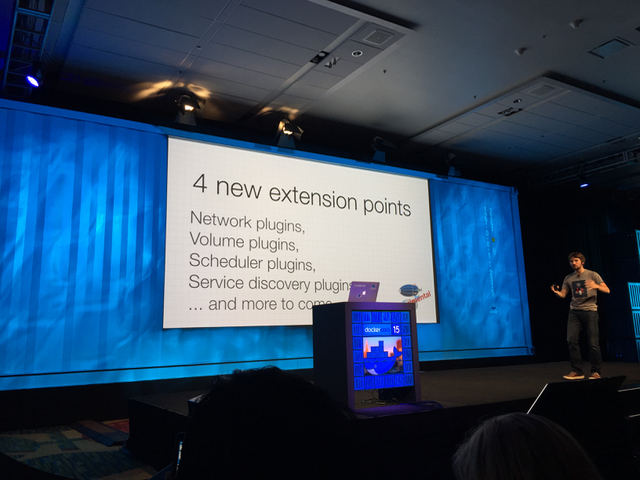 4 new extension points
Network plugins,
Volume plugins,
Scheduler plugins,
Service discovery plugins
... and more to come
docker
15